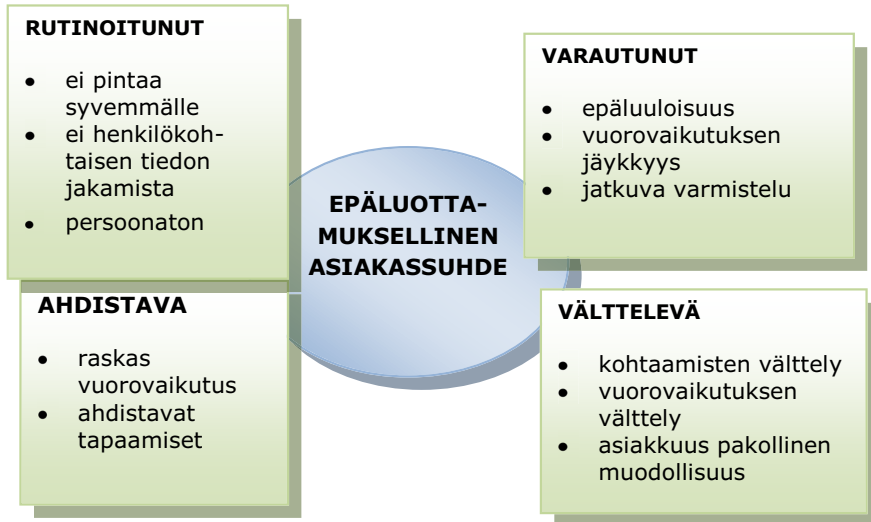 RUTINOITUNUT
• ei pintaa
syvemmälle
• ei henkilökoh-
taisen tiedon
jakamista
• persoonaton
VARAUTUNUT
• epäluuloisuus
• vuorovaikutuksen
jäykkyys
• jatkuva varmistelu
EPÄLUOTTA-
MUKSELLINEN
ASIAKASSUHDE
AHDISTAVA
• raskas
vuorovaikutus
• ahdistavat
tapaamiset
VÄLTTELEVÄ
• kohtaamisten välttely
• vuorovaikutuksen
välttely
• asiakkuus pakollinen
muodollisuus